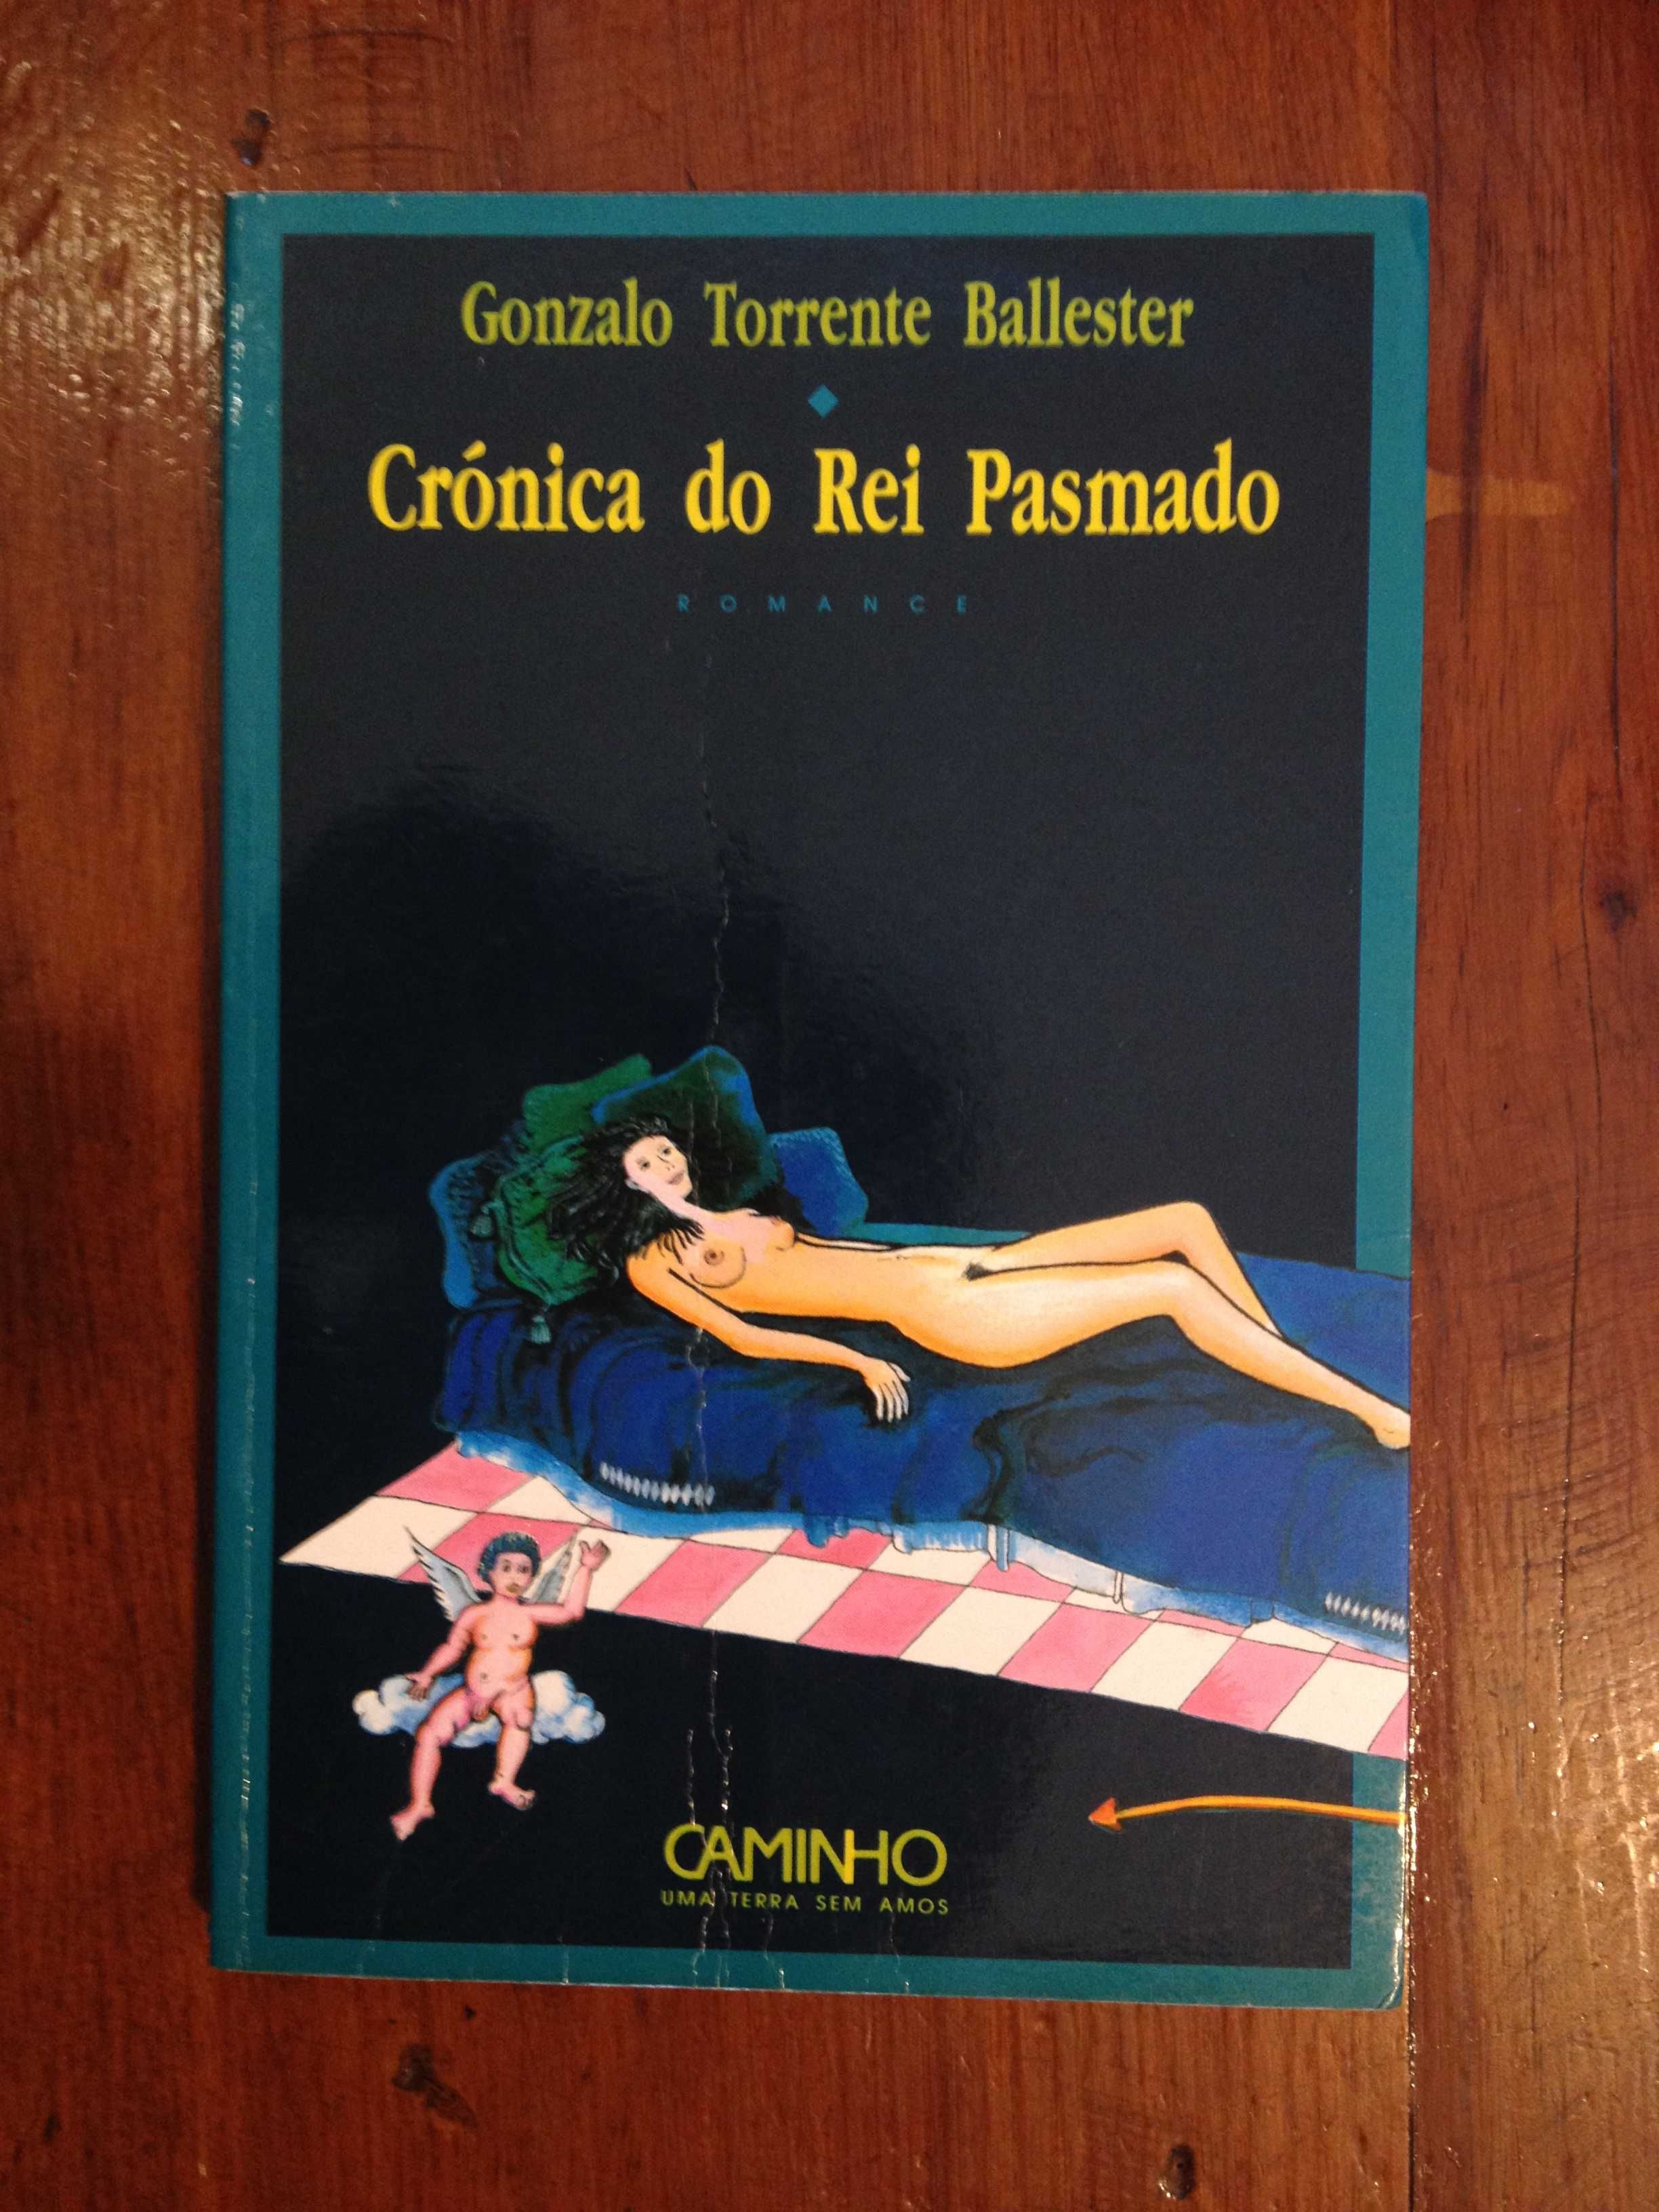 Gonzalo Torrente Ballester
Crónica do Rei Pasmado
ROMANCE
CAMINHO
UMA TERRA SEM AMOS